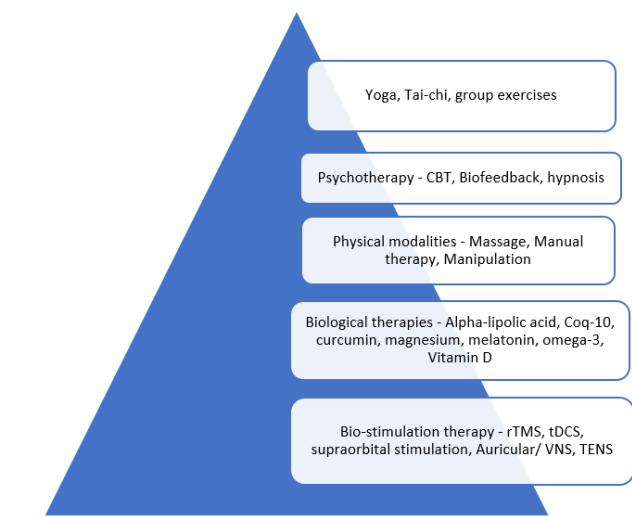 Yoga, Tai-chi, group exercises
Psychotherapy - CBT, Biofeedback, hypnosis
Physical modalities - Massage, Manual
therapy, Manipulation
Biological therapies - Alpha-lipolic acid, Coq-10,
curcumin, magnesium, melatonin, omega-3,
Vitamin D
Bio-stimulation therapy - rTMS, tDCS,
supraorbital stimulation, Auricular/ VNS, TENS